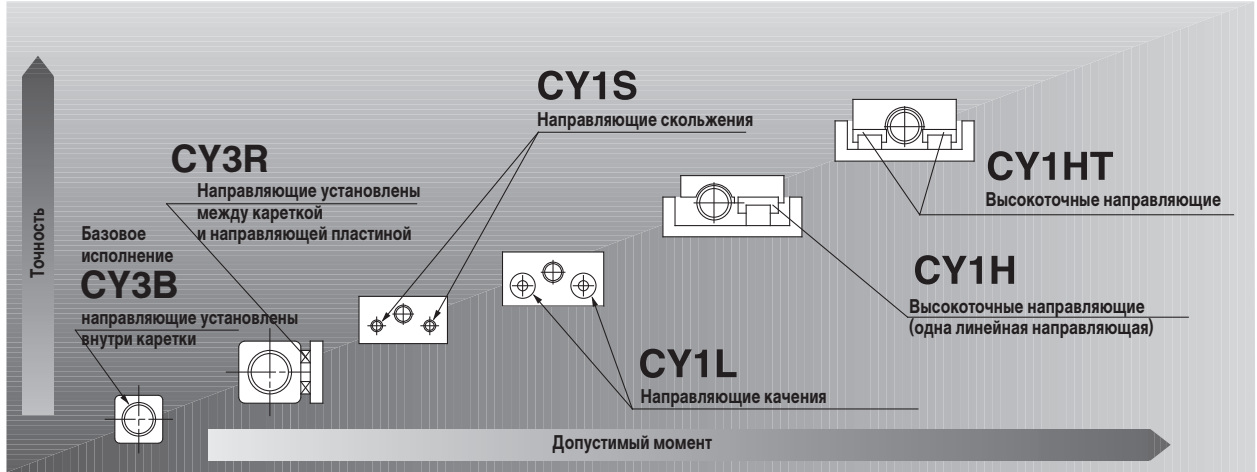 Точность
Базовое
исполнение
CY3B
направляющие установлены
внутри каретки
CY3R
Направляющие установлены
между кареткой
и направляющей пластиной
CY1S
Направляющие скольжения
CY1L
Направляющие качения
CY1H
Высокоточные направляющие
(одна линейная направляющая)
CY1HT
Высокоточные направляющие
Допустимый момент